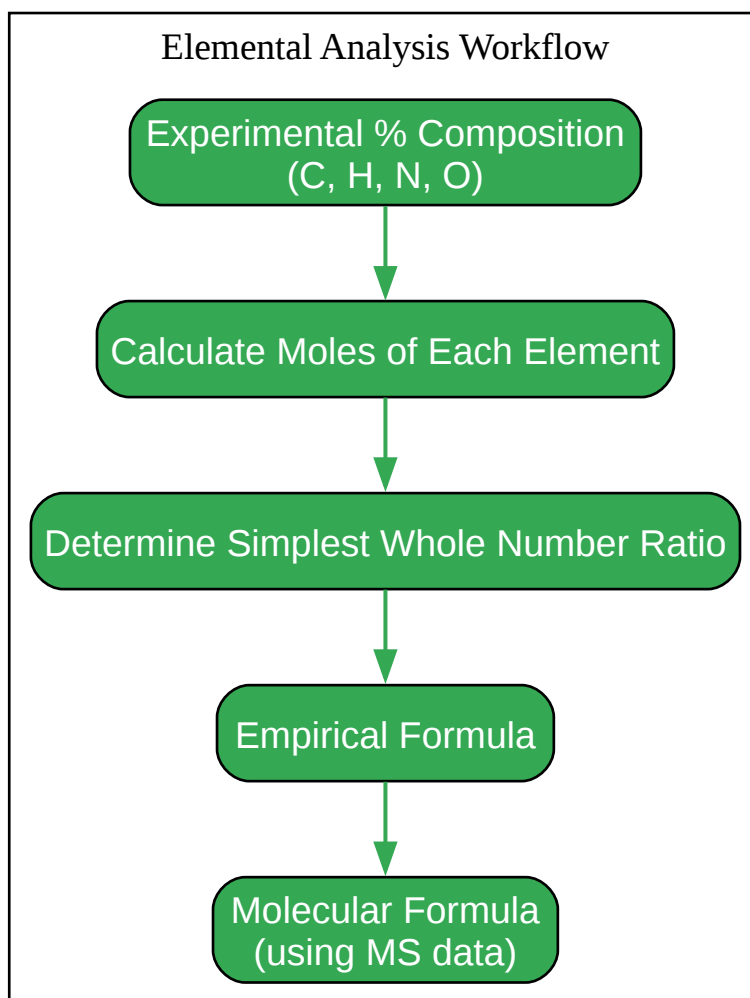 Elemental Analysis Workflow
Experimental % Composition
(C, H, N, O)
Calculate Moles of Each Element
Determine Simplest Whole Number Ratio
Empirical Formula
Molecular Formula
(using MS data)